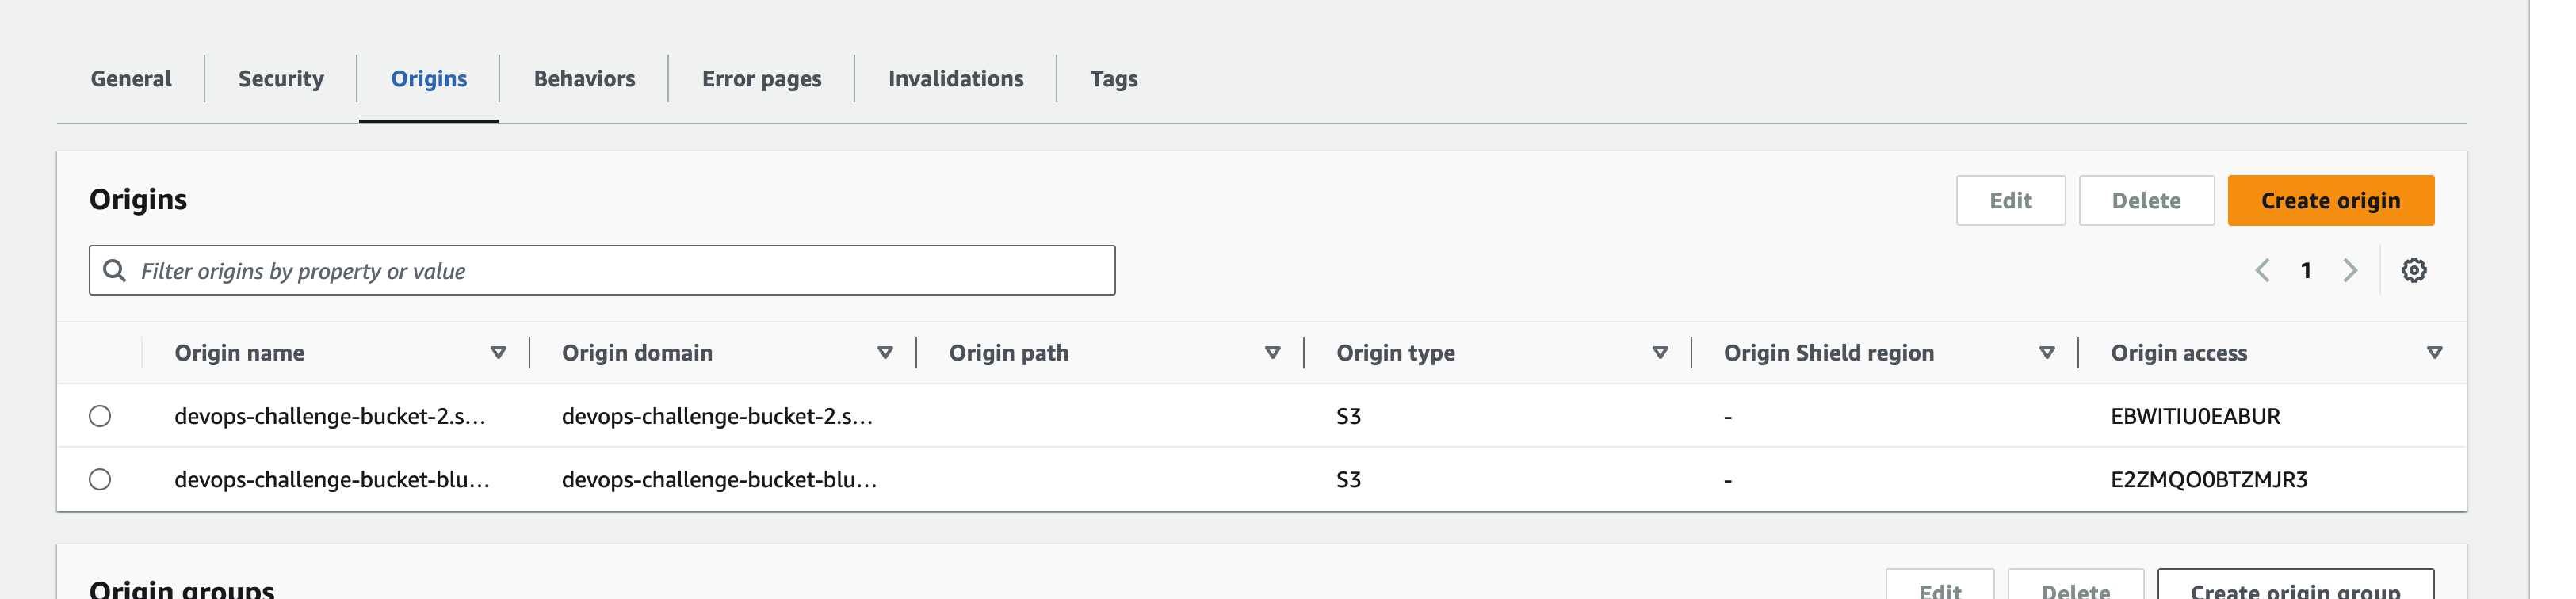 General Security Origins Behaviors Error pages Invalidations Tags
Origins Edit Delete Create origin
Filter origins by property or value 1
Origin name Origin domain Origin path Origin type Origin Shield region Origin access
devops-challenge-bucket-2.s... devops-challenge-bucket-2.s... S3 - EBWITIU0EABUR
devops-challenge-bucket-blu... devops-challenge-bucket-blu... S3 - E2ZMQO0BTZMJR3
Origin groups Edit Delete Create origin group